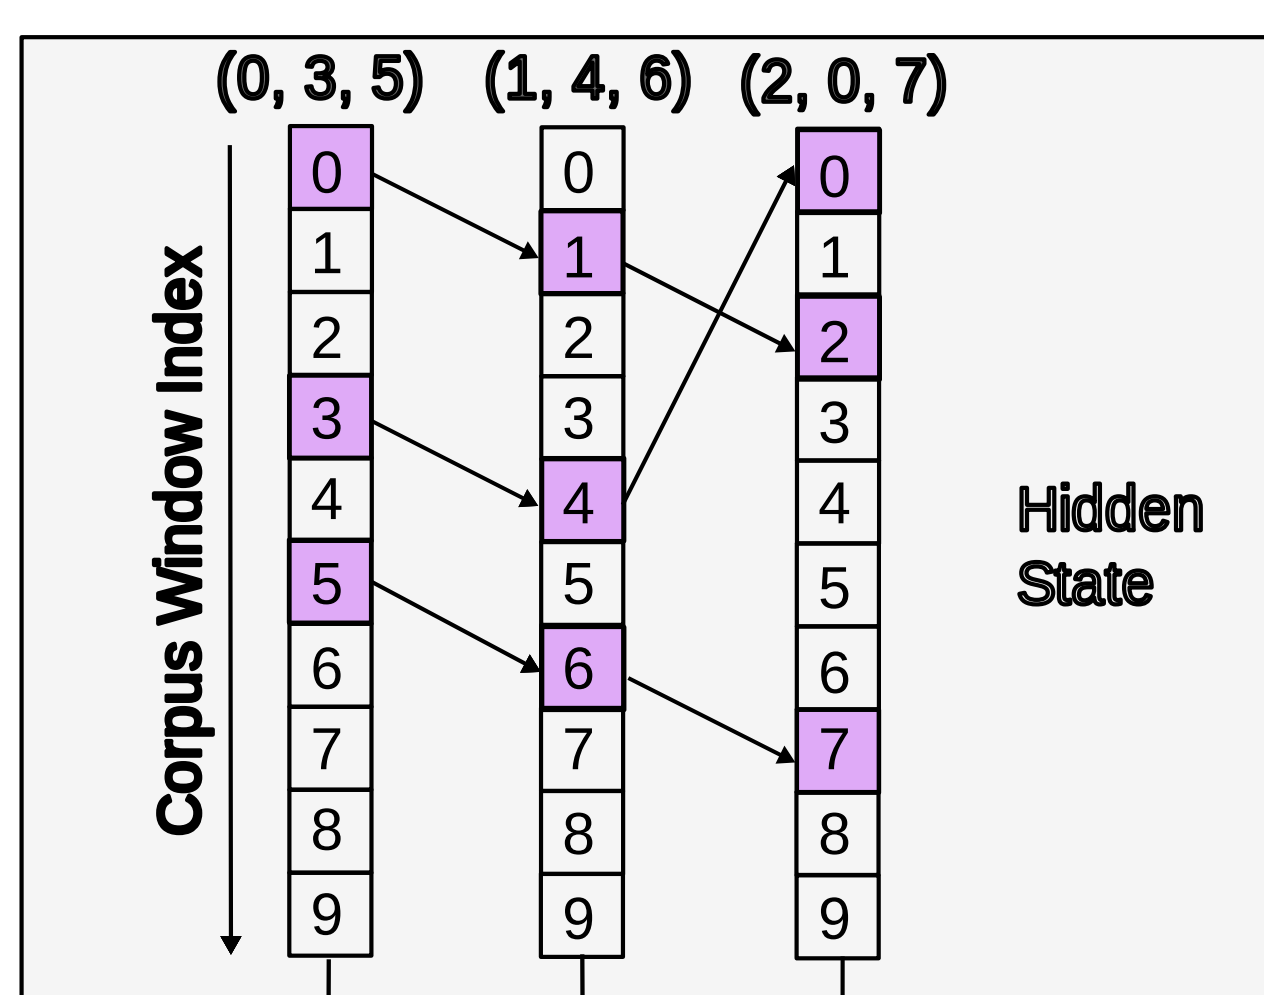 (0, 3, 5) (1, 4, 6) (2, 0, 7)
Corpus Window Index
0 0 0
1 1 1
2 2 2
3 3 3
4 4 4
5 5 5
6 6 6
7 7 7
8 8 8
9 9 9
Hidden
State